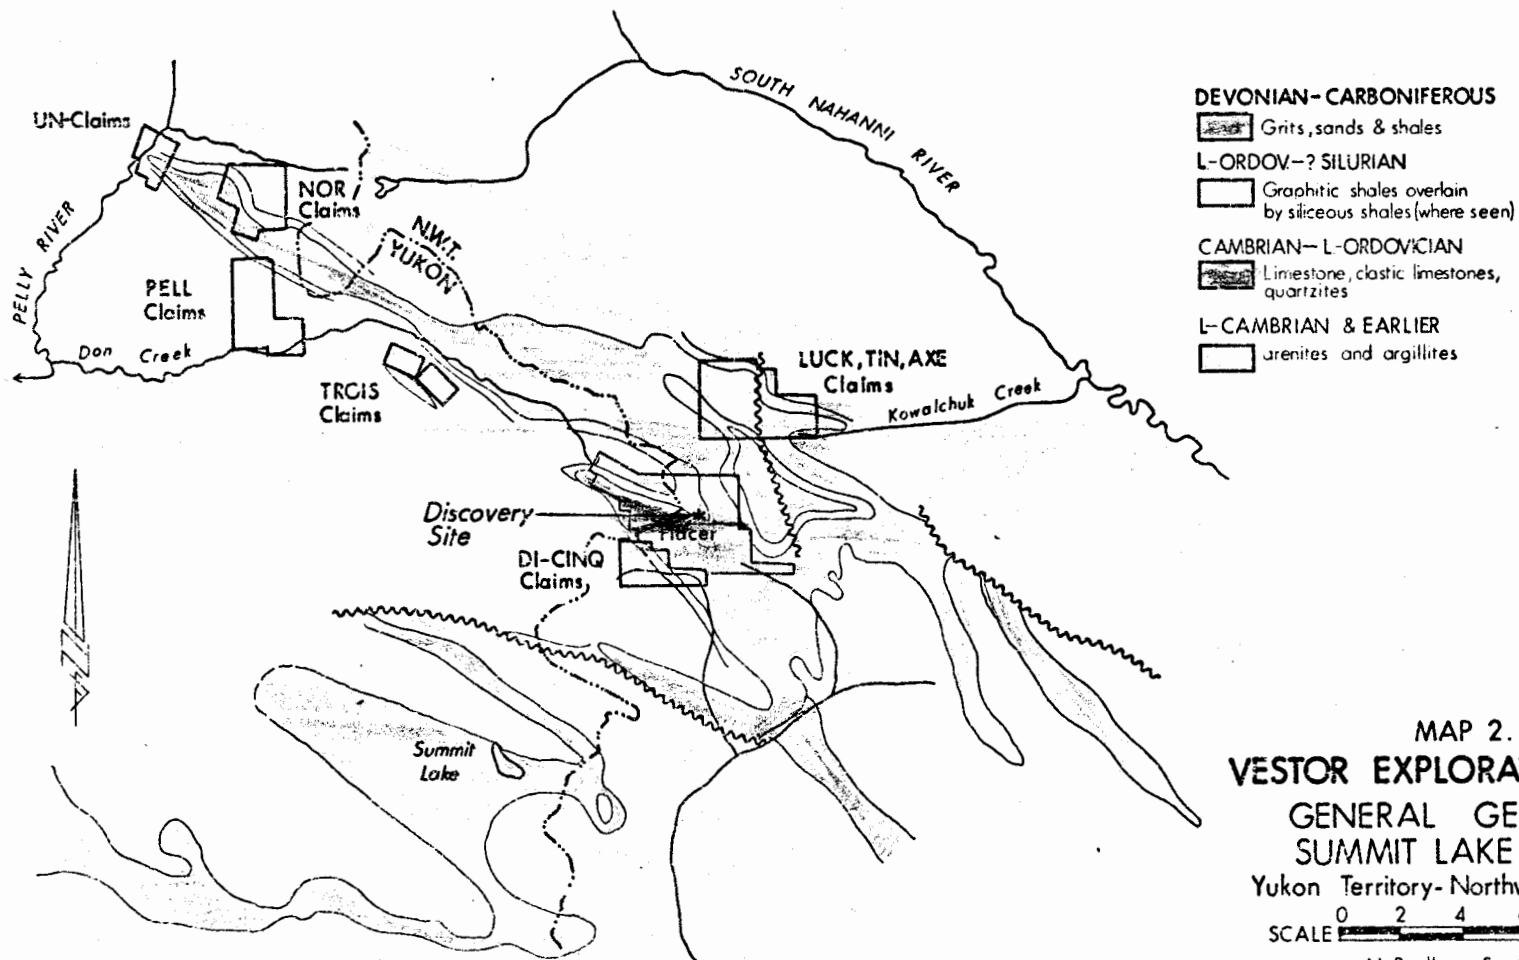 UN-Claims
SOUTH NAHANNI RIVER
NOR
Claims
N.W.T.
YUKON
PELLY RIVER
PELL
Claims
Don Creek
TROIS
Claims
LUCK, TIN, AXE
Claims
Kowalchuk Creek
S
Discovery
Site
Placer
DI-CINQ
Claims
Summit
Lake
DEVONIAN-CARBONIFEROUS
Grits, sands & shales
L-ORDOV.-? SILURIAN
Graphitic shales overlain
by siliceous shales (where seen)
CAMBRIAN-L-ORDOVICIAN
Limestone, clastic limestones,
quartzites
L-CAMBRIAN & EARLIER
arenites and argillites
MAP 2.
VESTOR EXPLORA
GENERAL GE
SUMMIT LAKE
Yukon Territory-Northw
0 2 4
SCALE